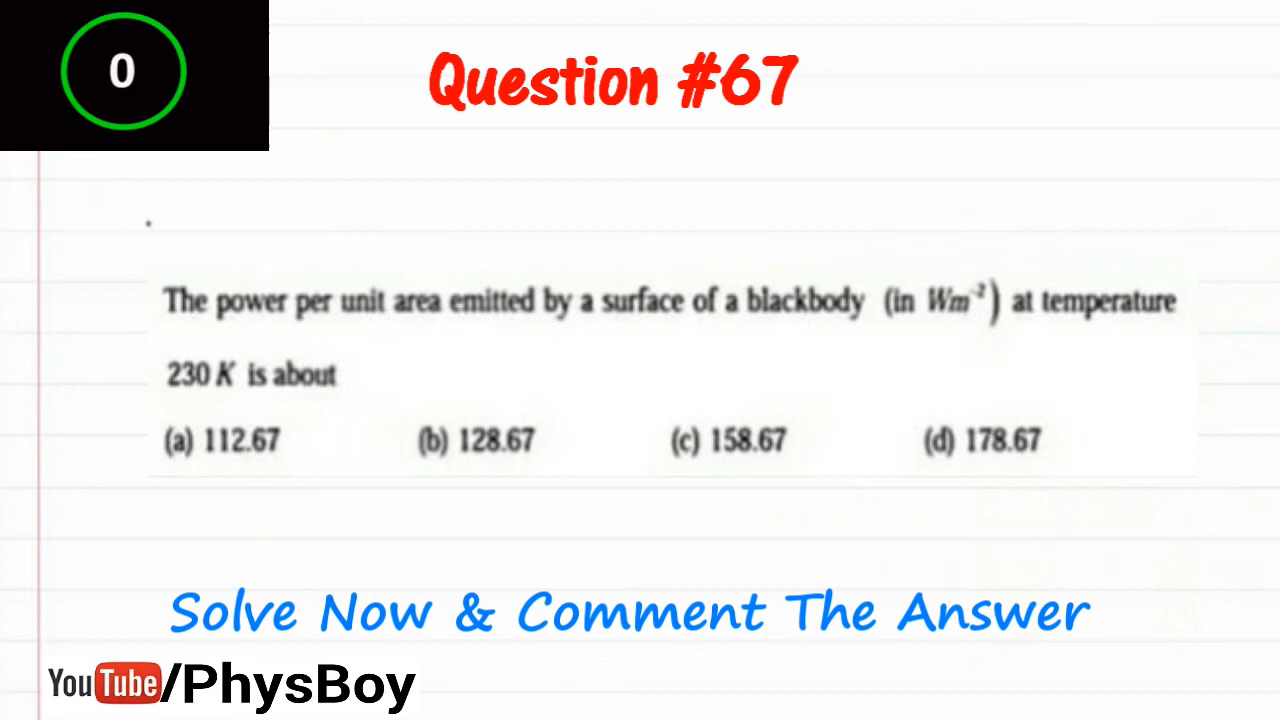 0
Question #67
The power per unit area emitted by a surface of a blackbody (in Wm⁻²) at temperature
230 K is about
(a) 112.67 (b) 128.67 (c) 158.67 (d) 178.67
Solve Now & Comment The Answer
YouTube/PhysBoy